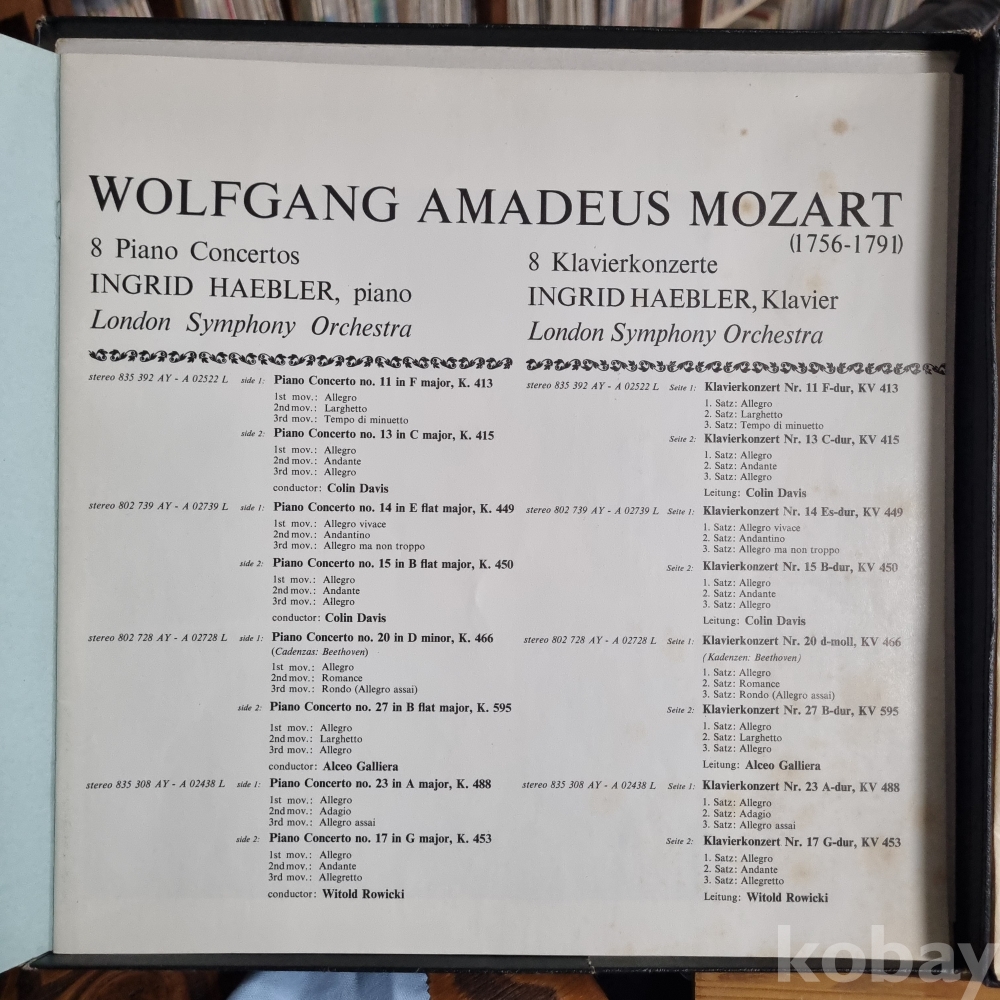 WOLFGANG AMADEUS MOZART
(1756-1791)
8 Piano Concertos
INGRID HAEBLER, piano
London Symphony Orchestra
stereo 835 392 AY - A 02522 L side 1: Piano Concerto no. 11 in F major, K. 413
1st mov.: Allegro
2nd mov.: Larghetto
3rd mov.: Tempo di minuetto
side 2: Piano Concerto no. 13 in C major, K. 415
1st mov.: Allegro
2nd mov.: Andante
3rd mov.: Allegro
conductor: Colin Davis
stereo 802 739 AY - A 02739 L side 1: Piano Concerto no. 14 in E flat major, K. 449
1st mov.: Allegro vivace
2nd mov.: Andantino
3rd mov.: Allegro ma non troppo
side 2: Piano Concerto no. 15 in B flat major, K. 450
1st mov.: Allegro
2nd mov.: Andante
3rd mov.: Allegro
conductor: Colin Davis
stereo 802 728 AY - A 02728 L side 1: Piano Concerto no. 20 in D minor, K. 466
(Cadenzas: Beethoven)
1st mov.: Allegro
2nd mov.: Romance
3rd mov.: Rondo (Allegro assai)
side 2: Piano Concerto no. 27 in B flat major, K. 595
1st mov.: Allegro
2nd mov.: Larghetto
3rd mov.: Allegro
conductor: Alceo Galliera
stereo 835 308 AY - A 02438 L side 1: Piano Concerto no. 23 in A major, K. 488
1st mov.: Allegro
2nd mov.: Adagio
3rd mov.: Allegro assai
side 2: Piano Concerto no. 17 in G major, K. 453
1st mov.: Allegro
2nd mov.: Andante
3rd mov.: Allegretto
conductor: Witold Rowicki
8 Klavierkonzerte
INGRID HAEBLER, Klavier
London Symphony Orchestra
stereo 835 392 AY - A 02522 L Seite 1: Klavierkonzert Nr. 11 F-dur, KV 413
1. Satz: Allegro
2. Satz: Larghetto
3. Satz: Tempo di minuetto
Seite 2: Klavierkonzert Nr. 13 C-dur, KV 415
1. Satz: Allegro
2. Satz: Andante
3. Satz: Allegro
Leitung: Colin Davis
stereo 802 739 AY - A 02739 L Seite 1: Klavierkonzert Nr. 14 Es-dur, KV 449
1. Satz: Allegro vivace
2. Satz: Andantino
3. Satz: Allegro ma non troppo
Seite 2: Klavierkonzert Nr. 15 B-dur, KV 450
1. Satz: Allegro
2. Satz: Andante
3. Satz: Allegro
Leitung: Colin Davis
stereo 802 728 AY - A 02728 L Seite 1: Klavierkonzert Nr. 20 d-moll, KV 466
(Kadenzen: Beethoven)
1. Satz: Allegro
2. Satz: Romance
3. Satz: Rondo (Allegro assai)
Seite 2: Klavierkonzert Nr. 27 B-dur, KV 595
1. Satz: Allegro
2. Satz: Larghetto
3. Satz: Allegro
Leitung: Alceo Galliera
stereo 835 308 AY - A 02438 L Seite 1: Klavierkonzert Nr. 23 A-dur, KV 488
1. Satz: Allegro
2. Satz: Adagio
3. Satz: Allegro assai
Seite 2: Klavierkonzert Nr. 17 G-dur, KV 453
1. Satz: Allegro
2. Satz: Andante
3. Satz: Allegretto
Leitung: Witold Rowicki
kobay